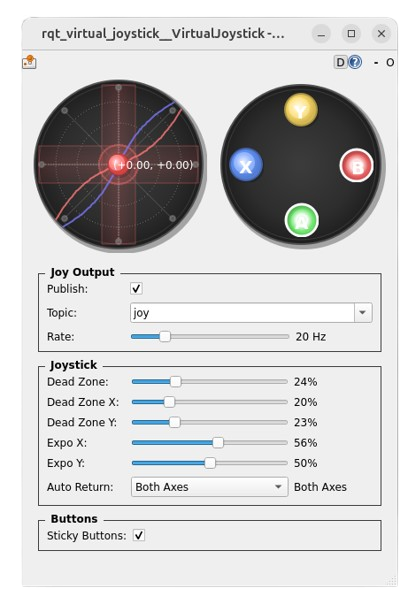 rqt_virtual_joystick__VirtualJoystick -...
D ? - O
(+0.00, +0.00)
Y
X
B
A
Joy Output
Publish:
Topic: joy
Rate: 20 Hz
Joystick
Dead Zone: 24%
Dead Zone X: 20%
Dead Zone Y: 23%
Expo X: 56%
Expo Y: 50%
Auto Return: Both Axes Both Axes
Buttons
Sticky Buttons: